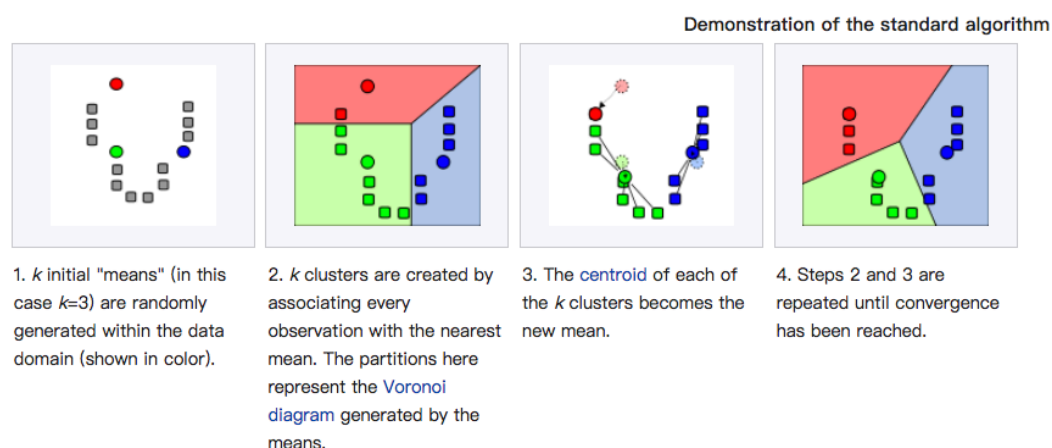 Demonstration of the standard algorithm
1. k initial "means" (in this
case k=3) are randomly
generated within the data
domain (shown in color).
2. k clusters are created by
associating every
observation with the nearest
mean. The partitions here
represent the Voronoi
diagram generated by the
means.
3. The centroid of each of
the k clusters becomes the
new mean.
4. Steps 2 and 3 are
repeated until convergence
has been reached.